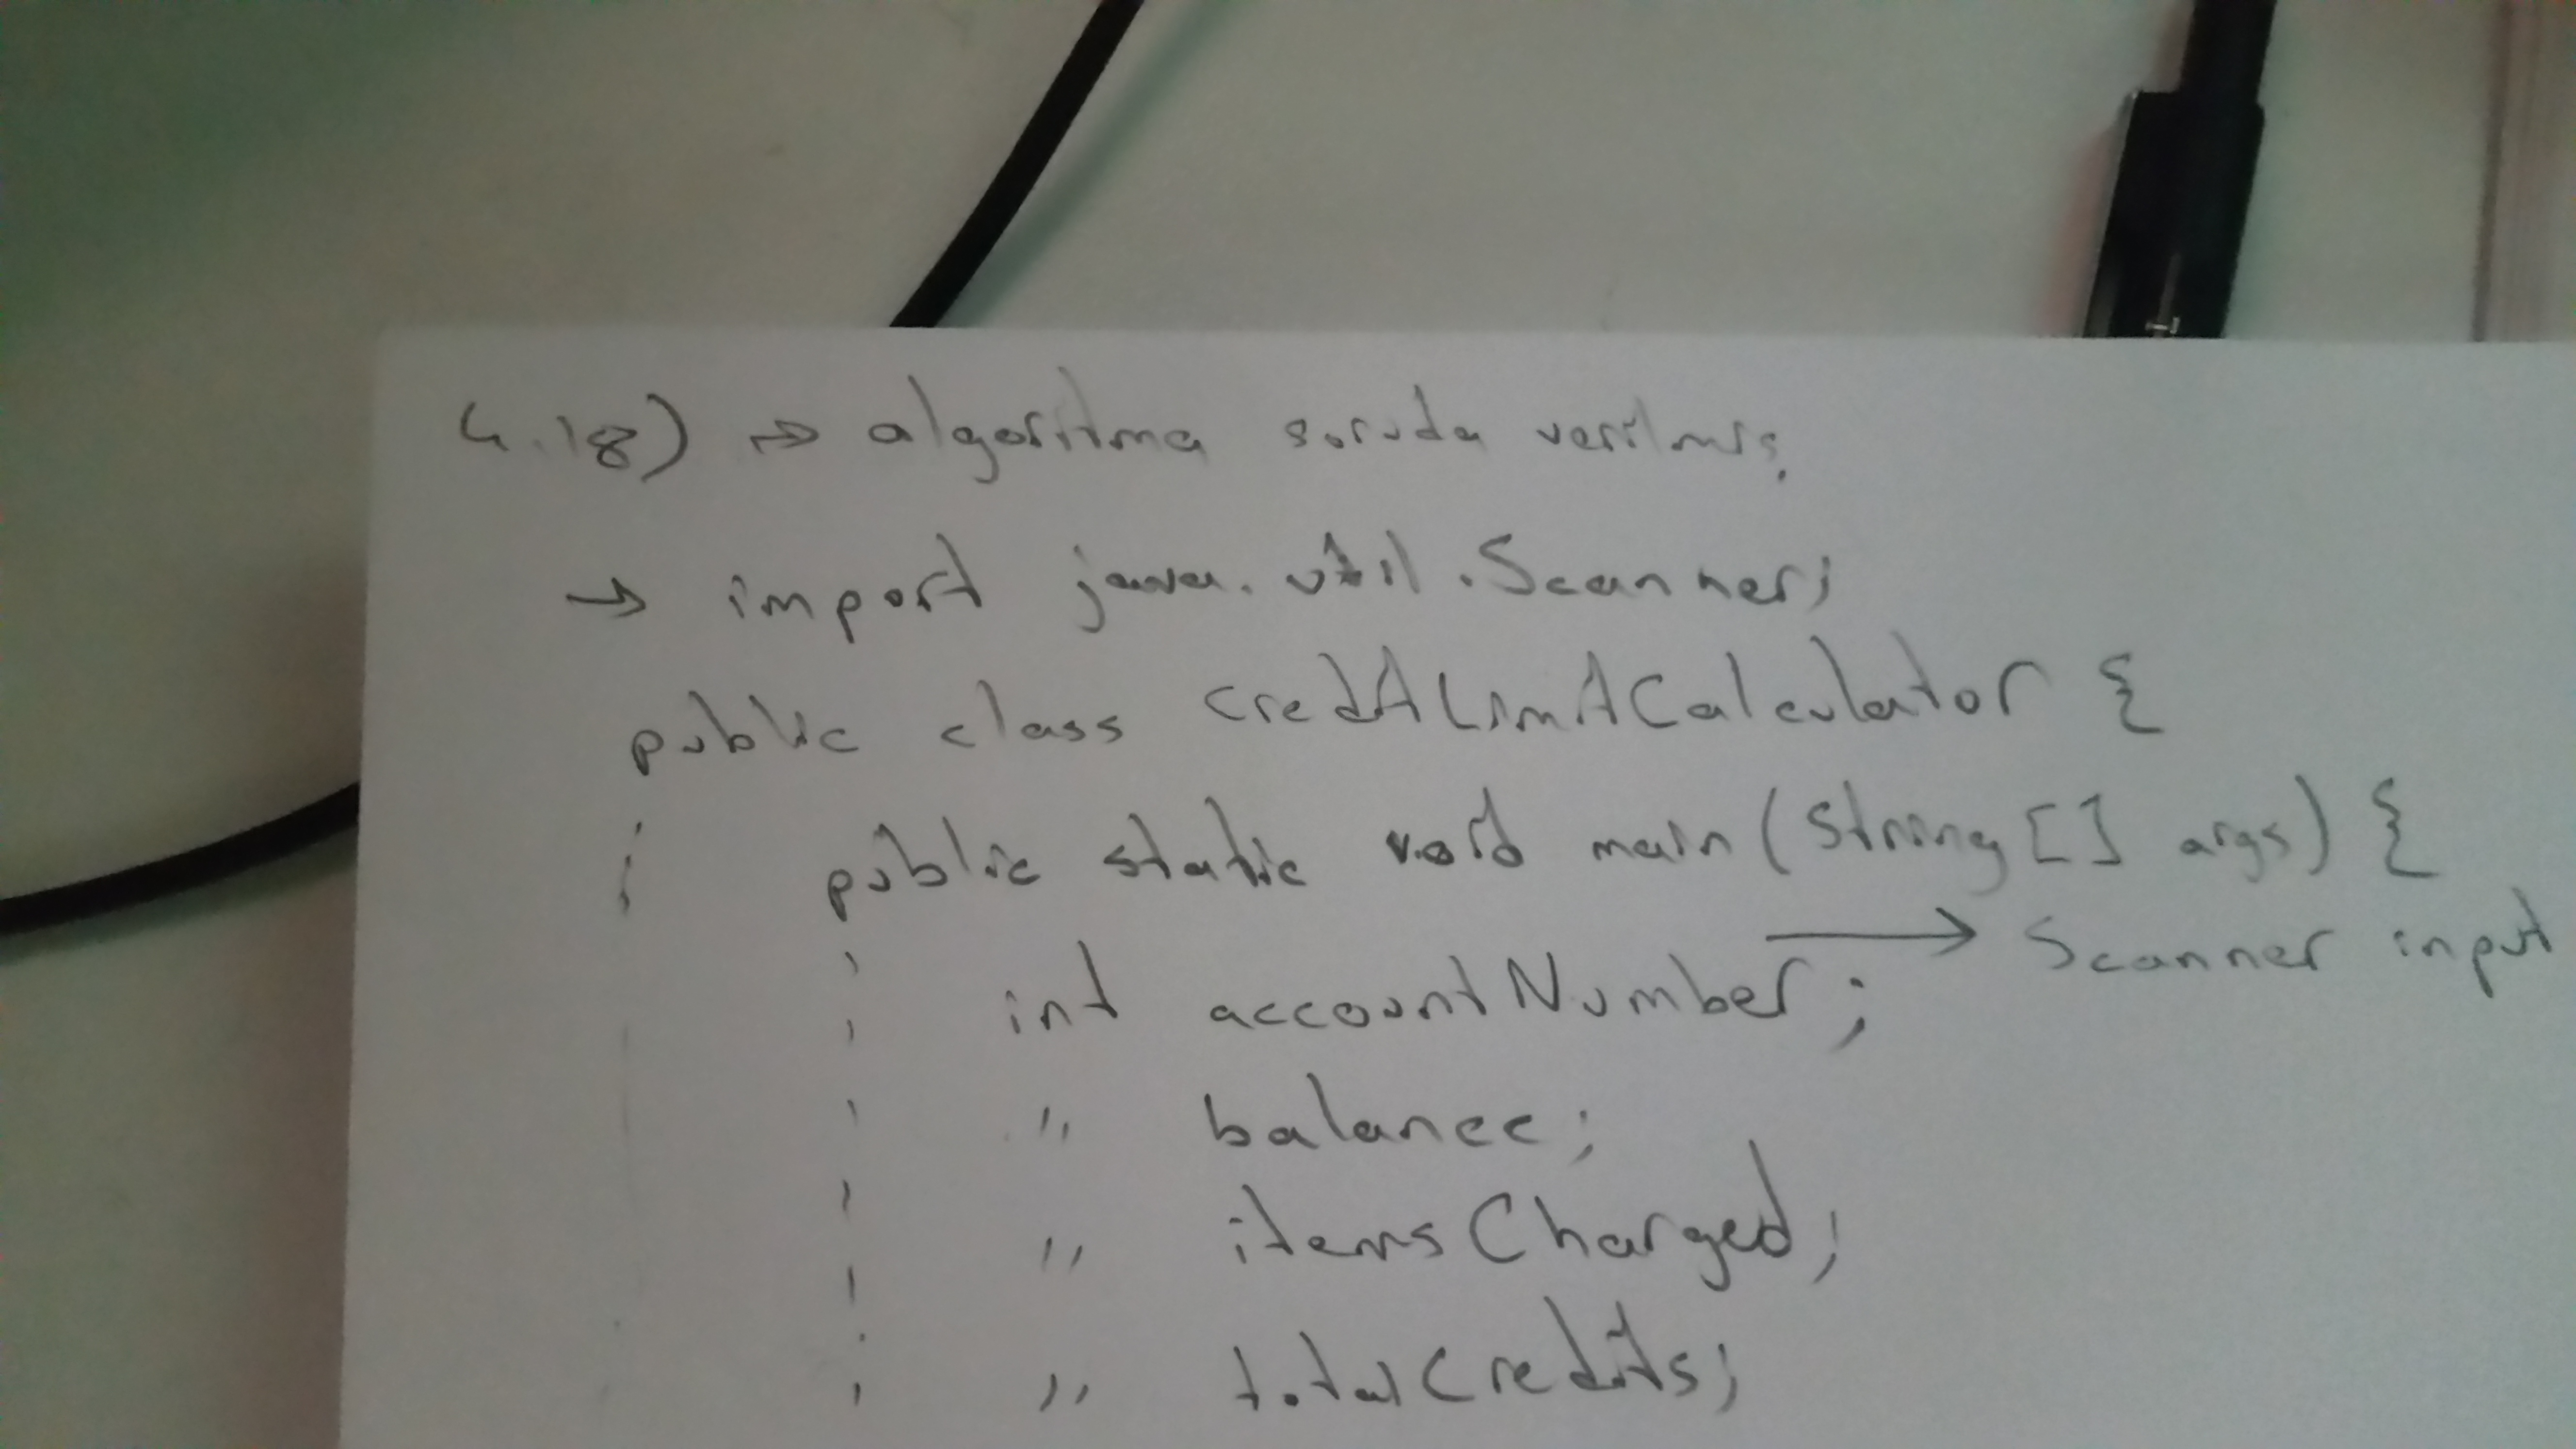 4.18) ⇒ algoritma soruda verilmiş.
→ import java.util.Scanner;
public class CreditLimitCalculator {
public static void main(String[] args) {
→ Scanner input
int accountNumber;
" balance;
" itemsCharged;
" totalCredits;